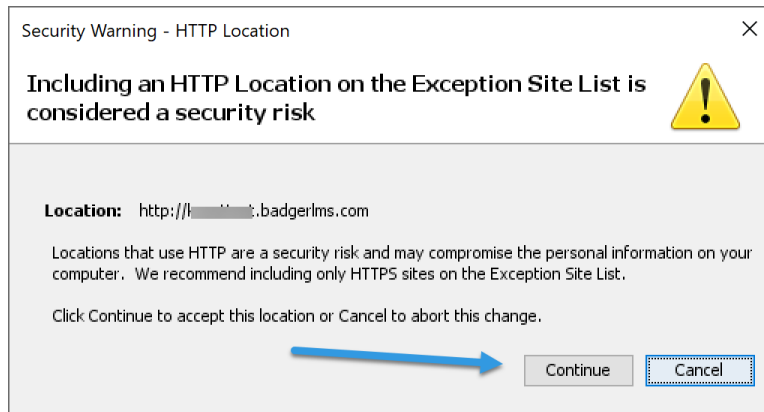 Security Warning - HTTP Location
Including an HTTP Location on the Exception Site List is
considered a security risk
Location: http:// .badgerlms.com
Locations that use HTTP are a security risk and may compromise the personal information on your
computer. We recommend including only HTTPS sites on the Exception Site List.
Click Continue to accept this location or Cancel to abort this change.
Continue Cancel